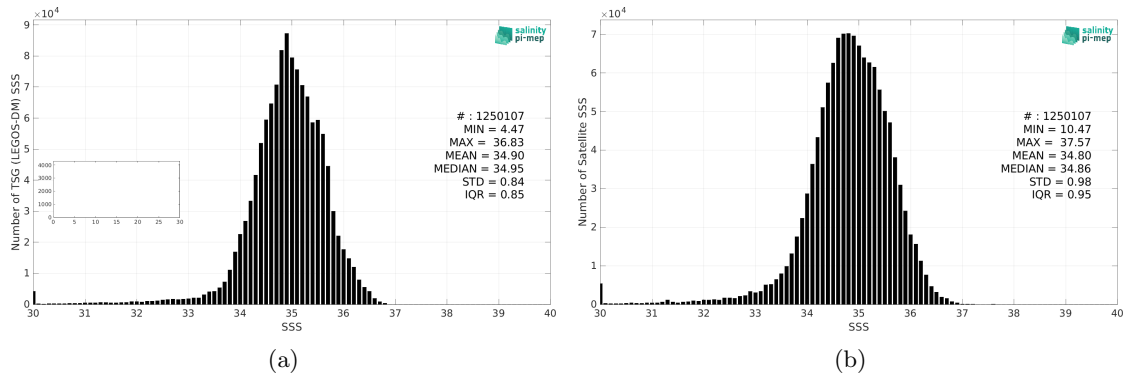 ×10⁴
9
8
7
6
5
4
3
2
1
0
Number of TSG (LEGOS-DM) SSS
salinity
pi-mep
# : 1250107
MIN = 4.47
MAX = 36.83
MEAN = 34.90
MEDIAN = 34.95
STD = 0.84
IQR = 0.85
4000
3000
2000
1000
0
0 5 10 15 20 25 30
30 31 32 33 34 35 36 37 38 39 40
SSS
(a)
×10⁴
7
6
5
4
3
2
1
0
Number of Satellite SSS
salinity
pi-mep
# : 1250107
MIN = 10.47
MAX = 37.57
MEAN = 34.80
MEDIAN = 34.86
STD = 0.98
IQR = 0.95
30 31 32 33 34 35 36 37 38 39 40
SSS
(b)